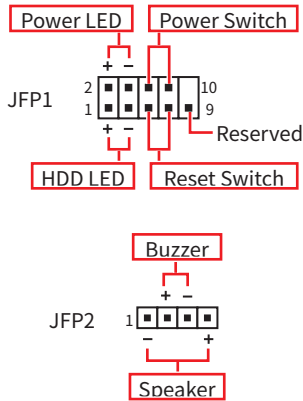 Power LED Power Switch
+ −
2 10
JFP1
1 9
+ −
Reserved
HDD LED Reset Switch
Buzzer
+ −
JFP2 1
− +
Speaker